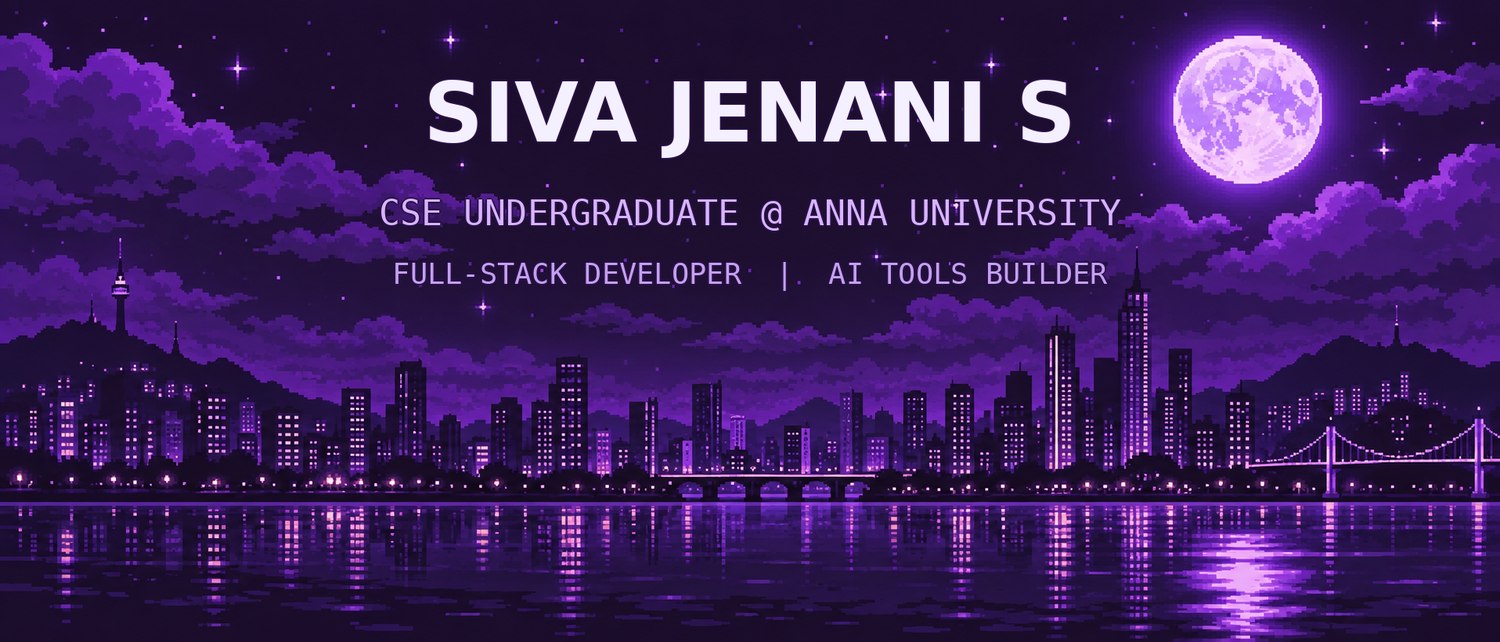 SIVA JENANI S
CSE UNDERGRADUATE @ ANNA UNIVERSITY
FULL-STACK DEVELOPER | AI TOOLS BUILDER